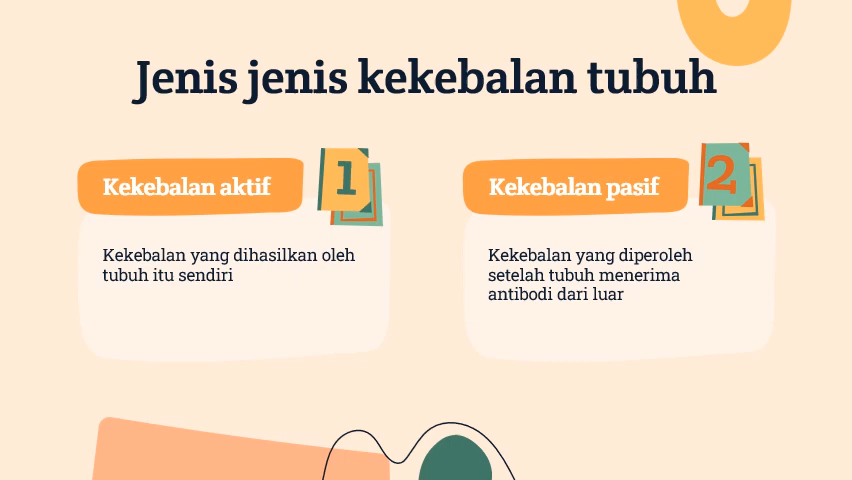 Jenis jenis kekebalan tubuh
Kekebalan aktif
1
Kekebalan yang dihasilkan oleh
tubuh itu sendiri
Kekebalan pasif
2
Kekebalan yang diperoleh
setelah tubuh menerima
antibodi dari luar